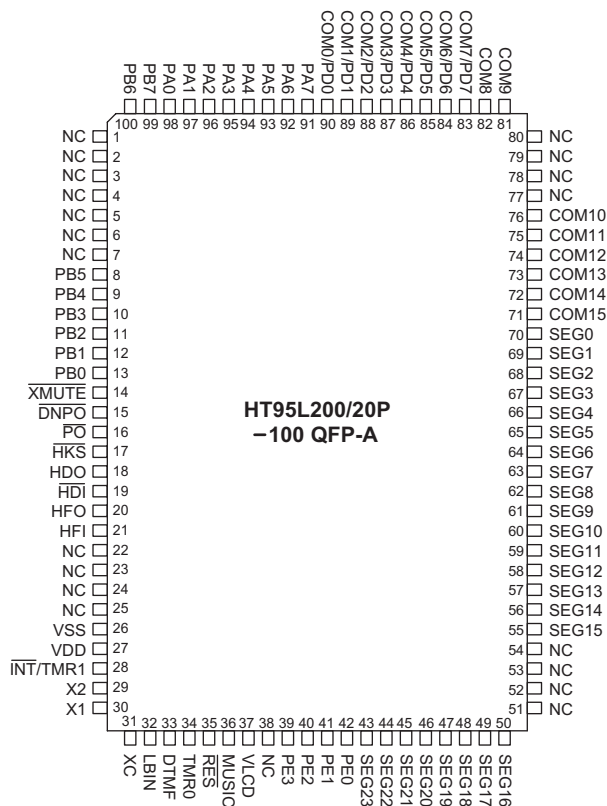 PB6
PB7
PA0
PA1
PA2
PA3
PA4
PA5
PA6
PA7
COM0/PD0
COM1/PD1
COM2/PD2
COM3/PD3
COM4/PD4
COM5/PD5
COM6/PD6
COM7/PD7
COM8
COM9
100 99 98 97 96 95 94 93 92 91 90 89 88 87 86 85 84 83 82 81
NC 1
NC 2
NC 3
NC 4
NC 5
NC 6
NC 7
PB5 8
PB4 9
PB3 10
PB2 11
PB1 12
PB0 13
XMUTE 14
DNPO 15
PO 16
HKS 17
HDO 18
HDI 19
HFO 20
HFI 21
NC 22
NC 23
NC 24
NC 25
VSS 26
VDD 27
INT/TMR1 28
X2 29
X1 30
HT95L200/20P
–100 QFP-A
80 NC
79 NC
78 NC
77 NC
76 COM10
75 COM11
74 COM12
73 COM13
72 COM14
71 COM15
70 SEG0
69 SEG1
68 SEG2
67 SEG3
66 SEG4
65 SEG5
64 SEG6
63 SEG7
62 SEG8
61 SEG9
60 SEG10
59 SEG11
58 SEG12
57 SEG13
56 SEG14
55 SEG15
54 NC
53 NC
52 NC
51 NC
31 32 33 34 35 36 37 38 39 40 41 42 43 44 45 46 47 48 49 50
XC
LBIN
DTMF
TMR0
RES
MUSIC
VLCD
NC
PE3
PE2
PE1
PE0
SEG23
SEG22
SEG21
SEG20
SEG19
SEG18
SEG17
SEG16